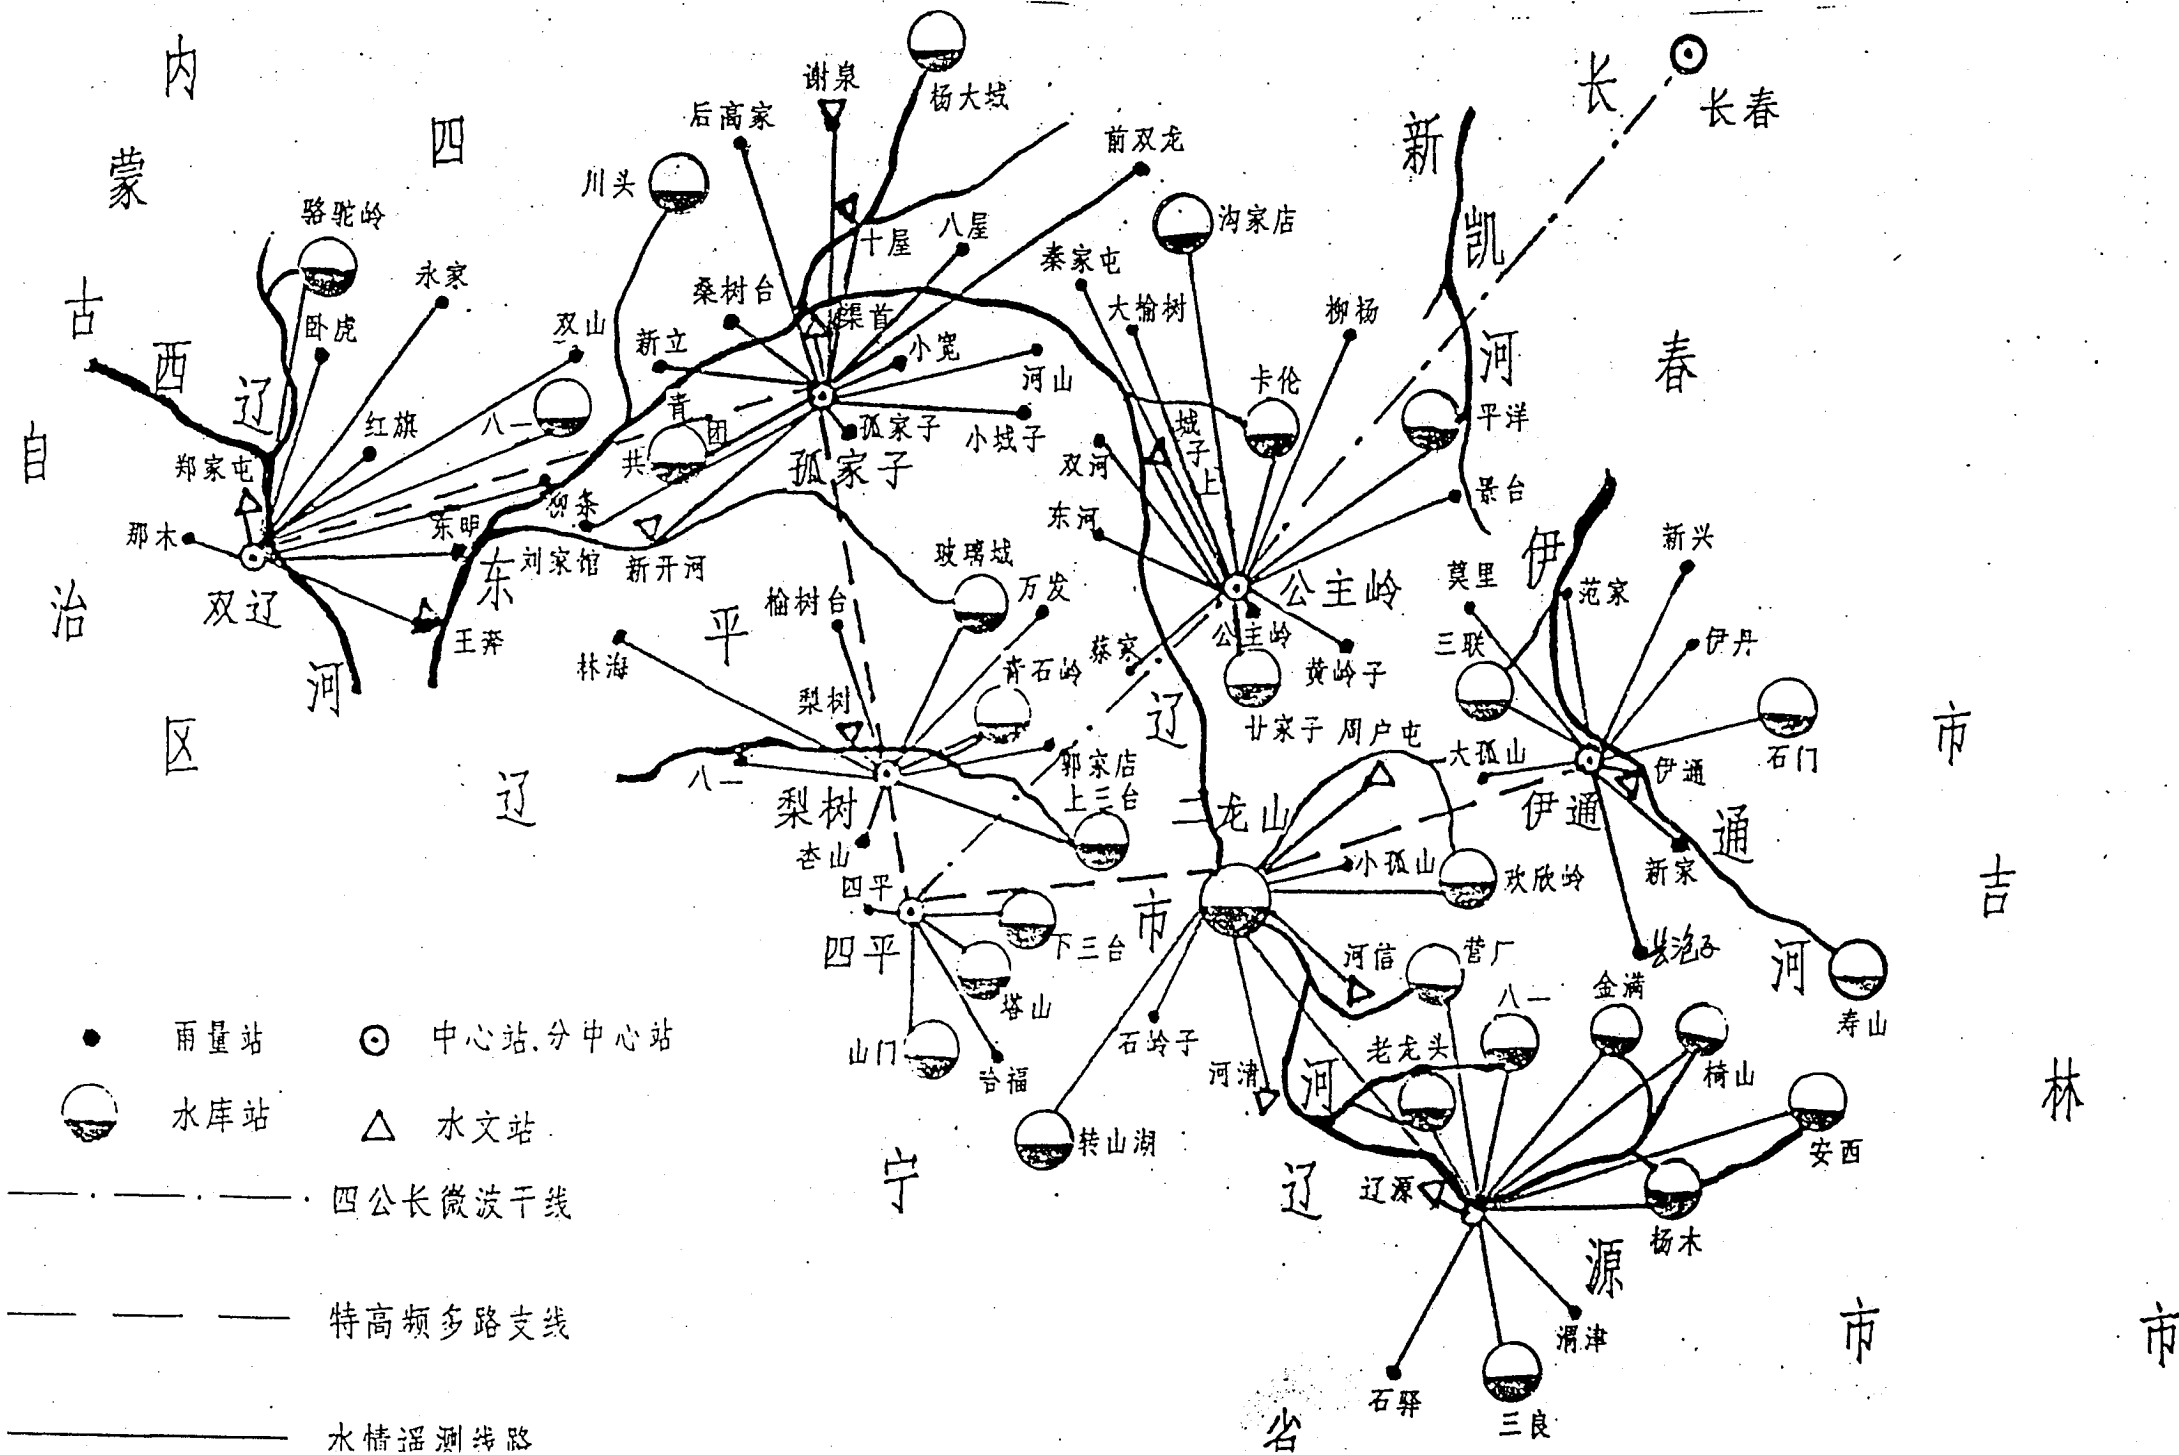 内
蒙
古
自
治
区
四
平
市
长
春
市
吉
林
市
辽
宁
省
辽
源
市
西
辽
河
东
辽
河
新
凯
河
伊
通
河
辽
河
长春
谢泉
杨大城
后高家
前双龙
川头
骆驼岭
十屋
八屋
沟家店
秦家屯
永家
桑树台
渠首
大榆树
柳杨
卧虎
双山
新立
小宽
河山
卡伦
平洋
红旗
八一
共青团
孤家子
小城子
城子上
郑家屯
孤家子
双河
景台
柳条
东河
那木
东明
刘家馆
新开河
玻璃城
万发
莫里
新兴
双辽
榆树台
公主岭
范家
王奔
林海
蔡家
公主岭
三联
伊丹
青石岭
黄岭子
梨树
廿家子
周户屯
石门
八一
郭家店
大孤山
伊通
上三台
梨树
二龙山
伊通
杏山
小孤山
新家
四平
欢欣岭
四平
下三台
河信
营厂
塔山
八一
金满
寿山
山门
哈福
石岭子
河清
老龙头
椅山
转山湖
安西
辽源
杨木
渭津
石驿
三良
雨量站
中心站.分中心站
水库站
水文站
四公长微波干线
特高频多路支线
水情遥测线路